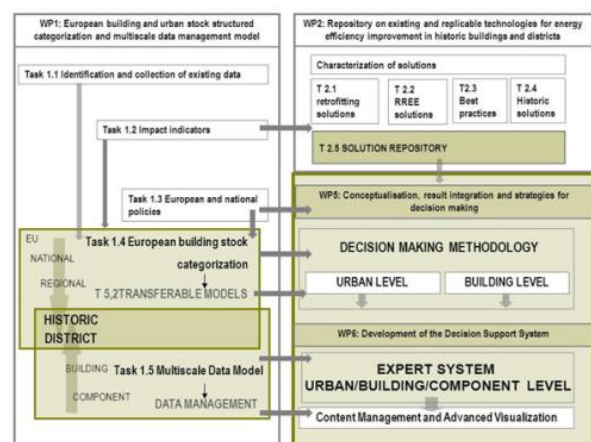 WP1: European building and urban stock structured
categorization and multiscale data management model
Task 1.1 Identification and collection of existing data
Task 1.2 Impact indicators
Task 1.3 European and national
policies
EU
NATIONAL
REGIONAL
Task 1.4 European building stock
categorization
T 5,2TRANSFERABLE MODELS
HISTORIC
DISTRICT
BUILDING
COMPONENT
Task 1.5 Multiscale Data Model
DATA MANAGEMENT
WP2: Repository on existing and replicable technologies for energy
efficiency improvement in historic buildings and districts
Characterization of solutions
T 2.1
retrofitting
solutions
T 2.2
RREE
solutions
T2.3
Best
practices
T 2.4
Historic
solutions
T 2.5 SOLUTION REPOSITORY
WP5: Conceptualisation, result integration and strategies for
decision making
DECISION MAKING METHODOLOGY
URBAN LEVEL
BUILDING LEVEL
WP6: Development of the Decision Support System
EXPERT SYSTEM
URBAN/BUILDING/COMPONENT LEVEL
Content Management and Advanced Visualization